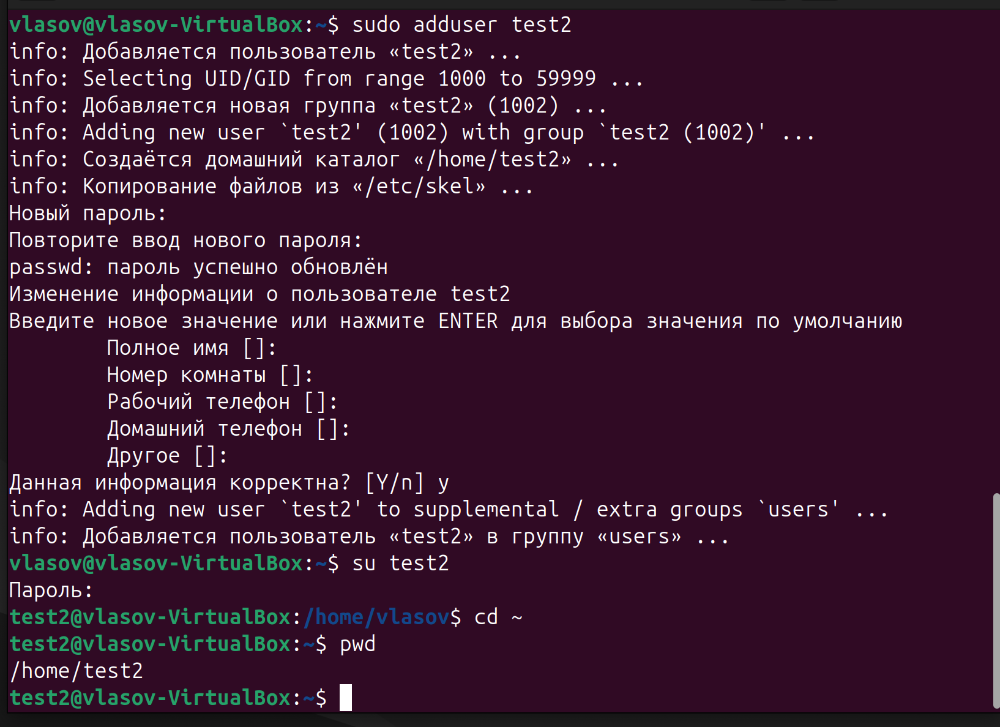 vlasov@vlasov-VirtualBox:~$ sudo adduser test2
info: Добавляется пользователь «test2» ...
info: Selecting UID/GID from range 1000 to 59999 ...
info: Добавляется новая группа «test2» (1002) ...
info: Adding new user `test2' (1002) with group `test2 (1002)' ...
info: Создаётся домашний каталог «/home/test2» ...
info: Копирование файлов из «/etc/skel» ...
Новый пароль:
Повторите ввод нового пароля:
passwd: пароль успешно обновлён
Изменение информации о пользователе test2
Введите новое значение или нажмите ENTER для выбора значения по умолчанию
        Полное имя []:
        Номер комнаты []:
        Рабочий телефон []:
        Домашний телефон []:
        Другое []:
Данная информация корректна? [Y/n] y
info: Adding new user `test2' to supplemental / extra groups `users' ...
info: Добавляется пользователь «test2» в группу «users» ...
vlasov@vlasov-VirtualBox:~$ su test2
Пароль:
test2@vlasov-VirtualBox:/home/vlasov$ cd ~
test2@vlasov-VirtualBox:~$ pwd
/home/test2
test2@vlasov-VirtualBox:~$